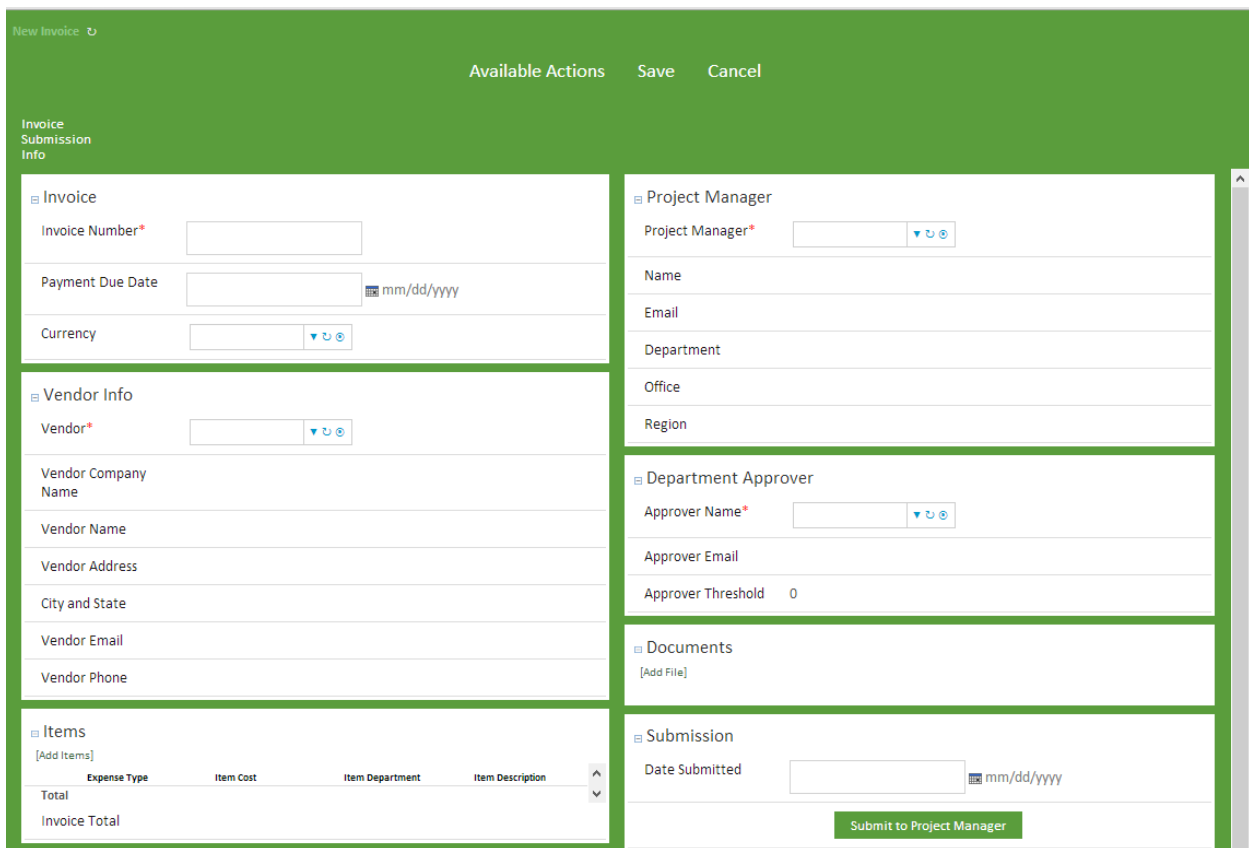 New Invoice
Available Actions Save Cancel
Invoice
Submission
Info
Invoice
Invoice Number*
Payment Due Date mm/dd/yyyy
Currency
Vendor Info
Vendor*
Vendor Company
Name
Vendor Name
Vendor Address
City and State
Vendor Email
Vendor Phone
Items
[Add Items]
Expense Type Item Cost Item Department Item Description
Total
Invoice Total
Project Manager
Project Manager*
Name
Email
Department
Office
Region
Department Approver
Approver Name*
Approver Email
Approver Threshold 0
Documents
[Add File]
Submission
Date Submitted mm/dd/yyyy
Submit to Project Manager